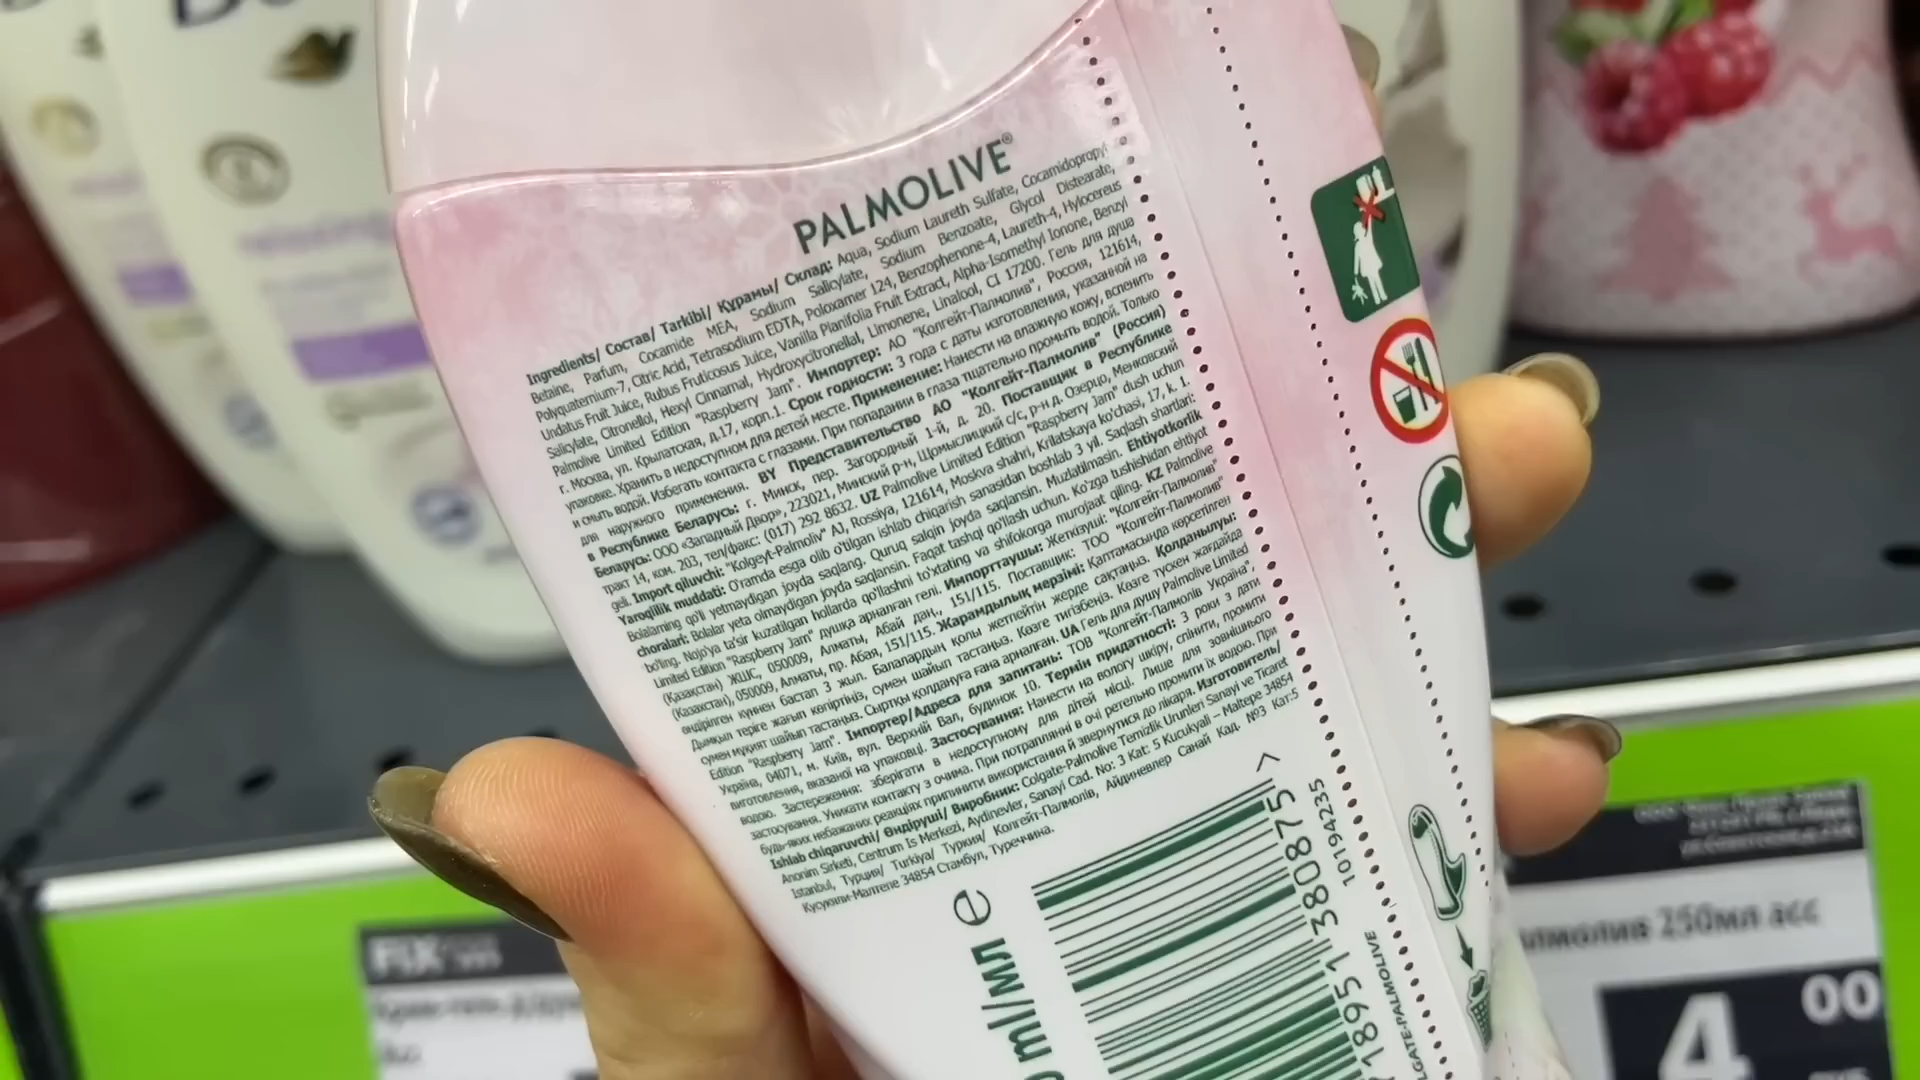 PALMOLIVE®
Ingredients/ Состав/ Tarkibi/ Құрамы/ Склад: Aqua, Sodium Laureth Sulfate, Cocamidopropyl
Betaine, Parfum, Cocamide MEA, Sodium Salicylate, Sodium Benzoate, Glycol Distearate,
Polyquaternium-7, Citric Acid, Tetrasodium EDTA, Poloxamer 124, Benzophenone-4, Laureth-4, Hylocereus
Undatus Fruit Juice, Rubus Fruticosus Juice, Vanilla Planifolia Fruit Extract, Alpha-Isomethyl Ionone, Benzyl
Salicylate, Citronellol, Hexyl Cinnamal, Hydroxycitronellal, Limonene, Linalool, CI 17200. Гель для душа
Palmolive Limited Edition "Raspberry Jam". Импортер: АО "Колгейт-Палмолив", Россия, 121614,
г. Москва, ул. Крылатская, д.17, корп.1. Срок годности: 3 года с даты изготовления, указанной на
упаковке. Хранить в недоступном для детей месте. Применение: Нанести на влажную кожу, вспенить
и смыть водой. Избегать контакта с глазами. При попадании в глаза тщательно промыть водой. Только
для наружного применения. BY Представительство АО "Колгейт-Палмолив" (Россия)
в Республике Беларусь: г. Минск, пер. Загородный 1-й, д. 20. Поставщик в Республике
Беларусь: ООО «Западный Двор», 223021, Минский р-н, Щомыслицкий с/с, р-н д. Озерцо, Меньковский
тракт 14, ком. 203, тел/факс: (017) 292 8632. UZ Palmolive Limited Edition "Raspberry Jam" dush uchun
geli. Import qiluvchi: "Kolgeyt-Palmoliv" AJ, Rossiya, 121614, Moskva shahri, Krilatskaya ko'chasi, 17, k. 1.
Yaroqlilik muddati: O'ramda esga olib o'tilgan ishlab chiqarish sanasidan boshlab 3 yil. Saqlash shartlari:
Bolalarning qo'li yetmaydigan joyda saqlang. Quruq salqin joyda saqlansin. Muzlatilmasin. Ehtiyotkorlik
choralari: Bolalar yeta olmaydigan joyda saqlansin. Faqat tashqi qo'llash uchun. Ko'zga tushishidan ehtiyot
bo'ling. Nojo'ya ta'sir kuzatilgan hollarda qo'llashni to'xtating va shifokorga murojaat qiling. KZ Palmolive
Limited Edition "Raspberry Jam" душқа арналған гелі. Импорттаушы: Жеткізуші: "Колгейт-Палмолив"
(Қазақстан) ЖШС, 050009, Алматы, Абай даң., 151/115. Поставщик: ТОО "Колгейт-Палмолив"
(Казахстан), 050009, Алматы, пр. Абая, 151/115. Жарамдылық мерзімі: Қаптамасында көрсетілген
өндірілген күннен бастап 3 жыл. Балалардың қолы жетпейтін жерде сақтаңыз. Қолданылуы:
Дымқыл теріге жағып көпіртіңіз, сумен шайып тастаңыз. Көзге тигізбеңіз. Көзге түскен жағдайда
сумен мұқият шайып тастаңыз. Сыртқы қолдануға ғана арналған. UA Гель для душу Palmolive Limited
Edition "Raspberry Jam". Імпортер/Адреса для запитань: ТОВ "Колгейт-Палмолів Україна",
Україна, 04071, м. Київ, вул. Верхній Вал, будинок 10. Термін придатності: 3 роки з дати
виготовлення, вказаної на упаковці. Застосування: Нанести на вологу шкіру, спінити, промити
водою. Застереження: зберігати в недоступному для дітей місці. Лише для зовнішнього
застосування. Уникати контакту з очима. При потраплянні в очі ретельно промити їх водою. При
будь-яких небажаних реакціях припинити використання й звернутися до лікаря. Изготовитель/
Ishlab chiqaruvchi/ Өндіруші/ Виробник: Colgate-Palmolive Temizlik Urunleri Sanayi ve Ticaret
Anonim Sirketi, Centrum Is Merkezi, Aydinevler, Sanayi Cad. No: 3 Kat: 5 Kucukyali – Maltepe 34854
Istanbul, Турция/ Turkiya/ Түркия/ Колгейт-Палмолів, Айдиневлер Санай Кад. №3 Кат:5
Кусукили-Малтепе 34854 Стамбул, Туреччина.
ml/мл e
718951 380875 >
10194235
LGATE-PALMOLIVE
FIX
лмолив 250мл асс
4 00